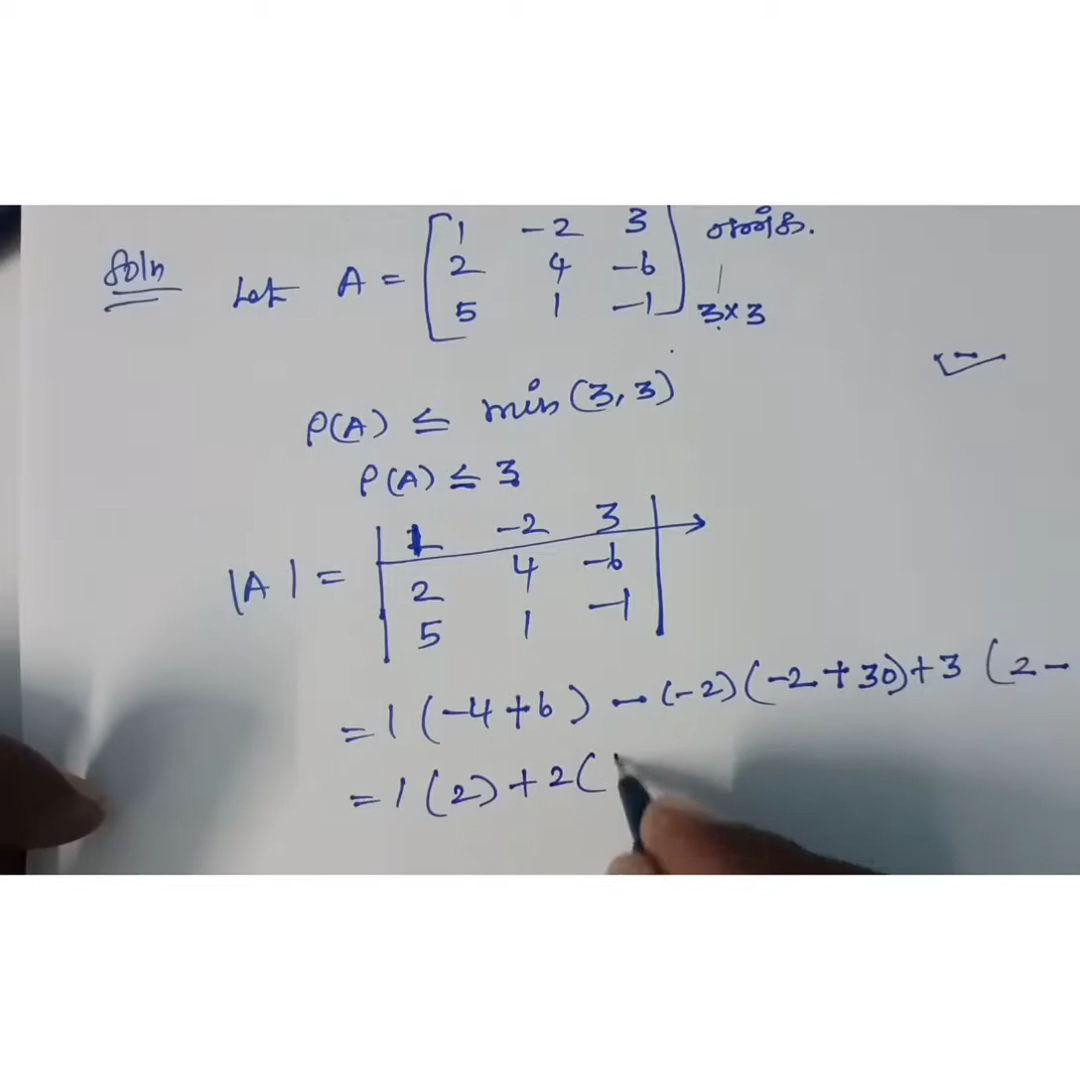 Soln Let A = [ 1 -2 3 எண்க.
2 4 -6
5 1 -1 ] 3×3
ρ(A) ≤ min (3, 3)
ρ(A) ≤ 3
|A| = | 1 -2 3 |
2 4 -6
5 1 -1
= 1 (-4+6) - (-2) (-2+30) + 3 (2 -
= 1 (2) + 2 (